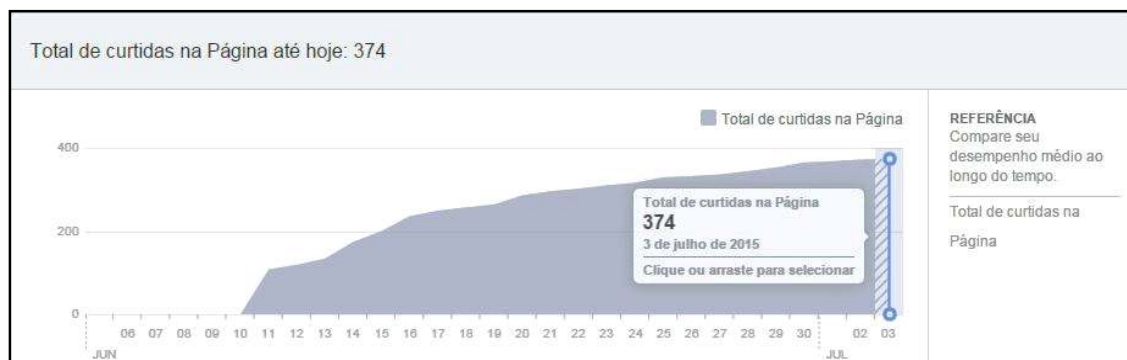 Total de curtidas na Página até hoje: 374
Total de curtidas na Página
REFERÊNCIA
Compare seu
desempenho médio ao
longo do tempo.
Total de curtidas na
Página
400
200
0
Total de curtidas na Página
374
3 de julho de 2015
Clique ou arraste para selecionar
06 07 08 09 10 11 12 13 14 15 16 17 18 19 20 21 22 23 24 25 26 27 28 29 30 02 03
JUN JUL